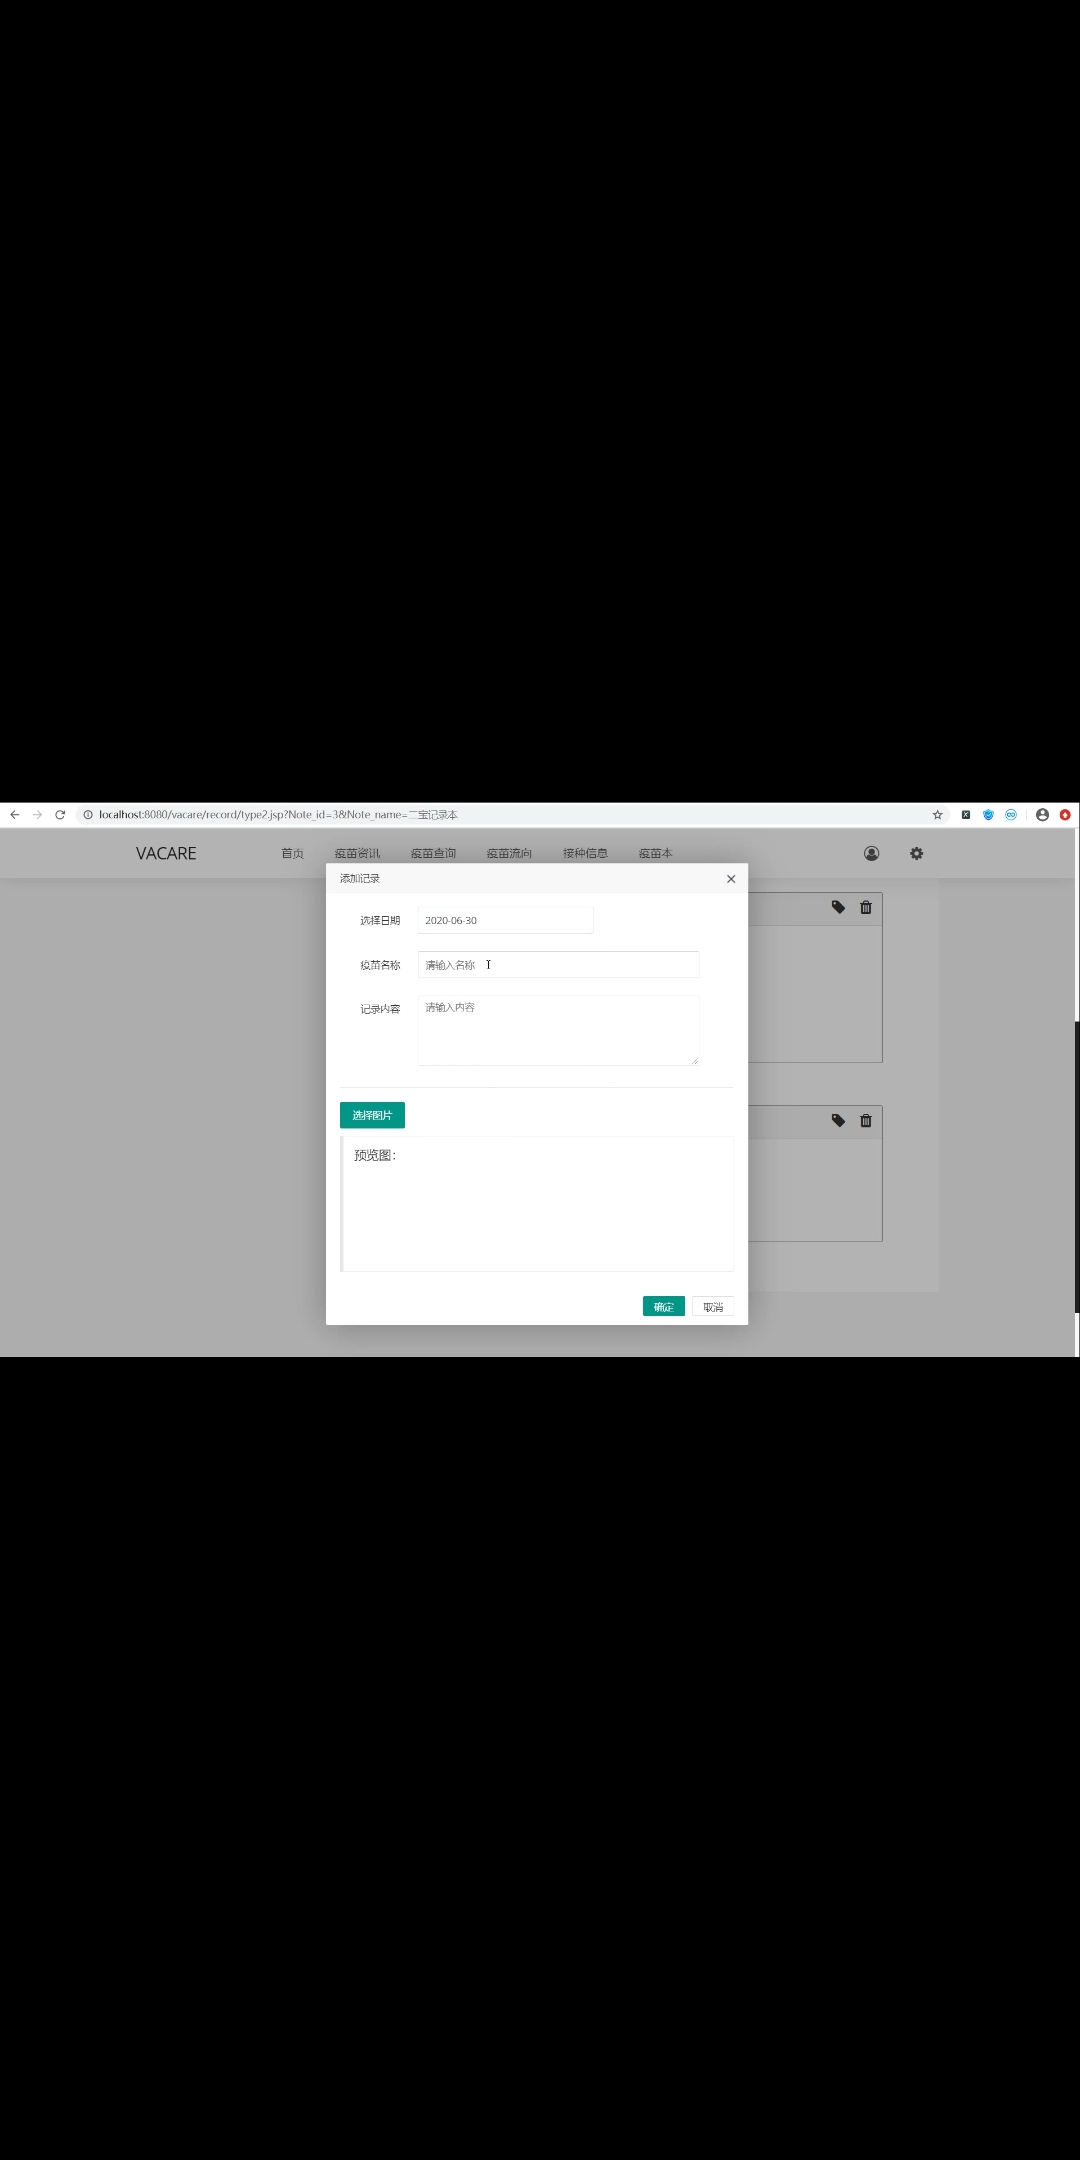 localhost:8080/vacare/record/type2.jsp?Note_id=3&Note_name=二宝记录本
VACARE 首页 疫苗资讯 疫苗查询 疫苗流向 接种信息 疫苗本
添加记录
选择日期 2020-06-30
疫苗名称 请输入名称
记录内容 请输入内容
选择图片
预览图：
确定 取消